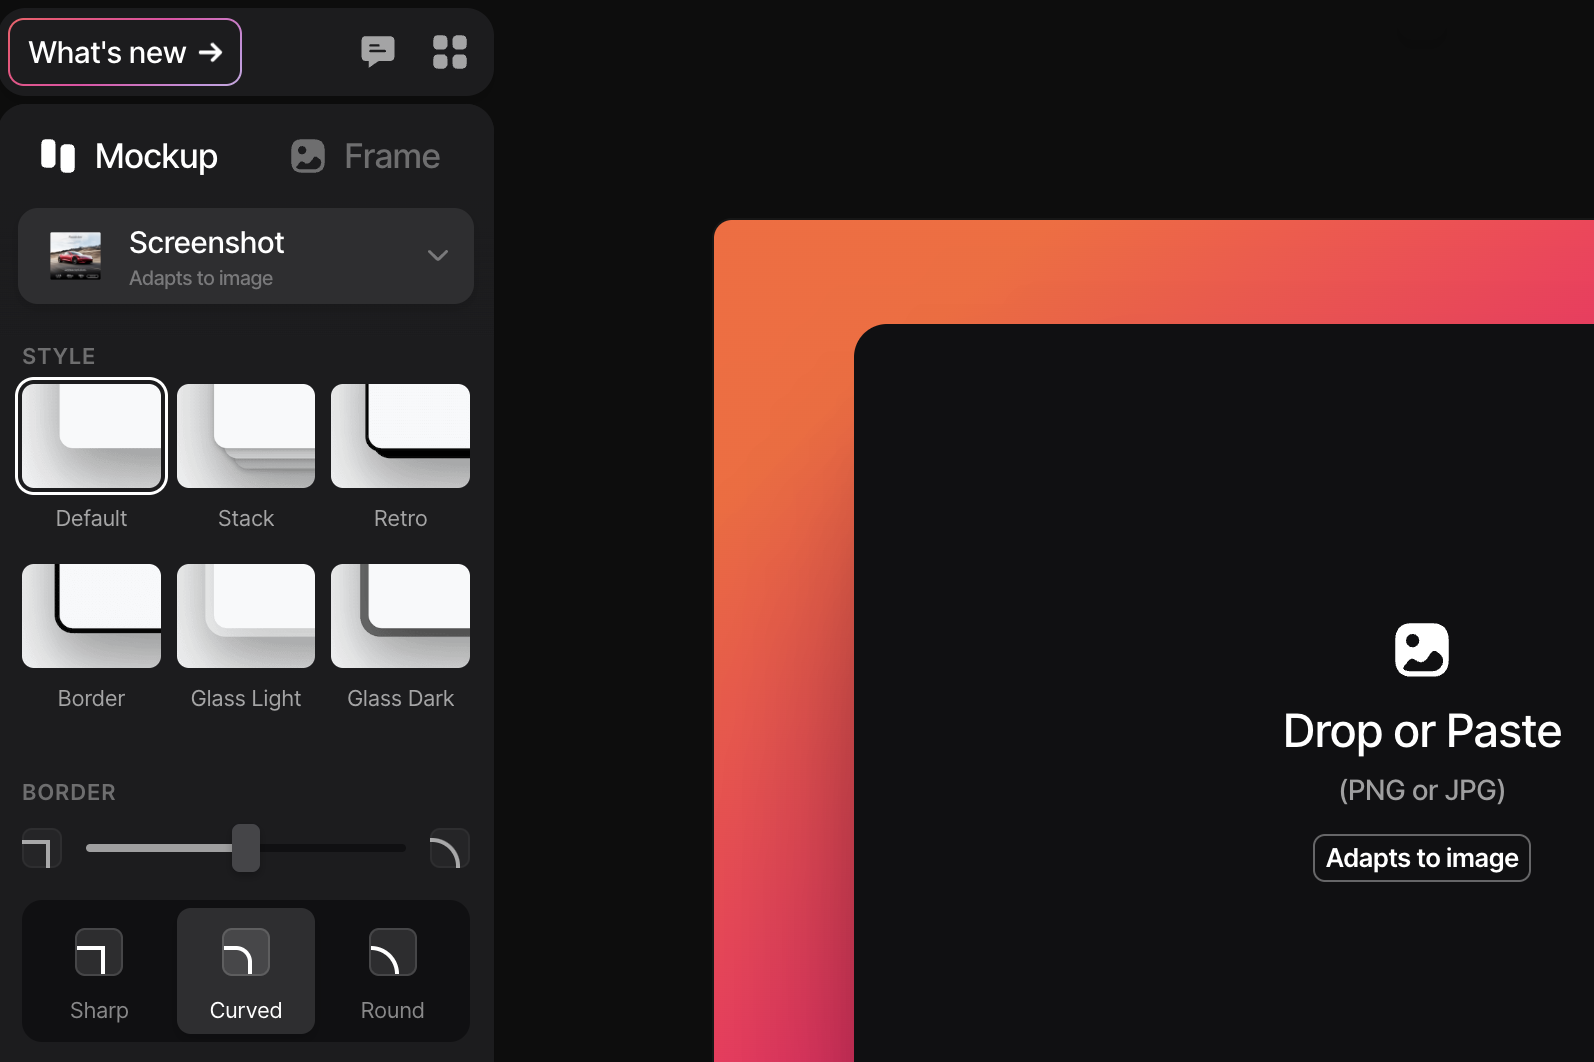 What's new →
Mockup
Frame
Screenshot
Adapts to image
STYLE
Default
Stack
Retro
Border
Glass Light
Glass Dark
BORDER
Sharp
Curved
Round
Drop or Paste
(PNG or JPG)
Adapts to image